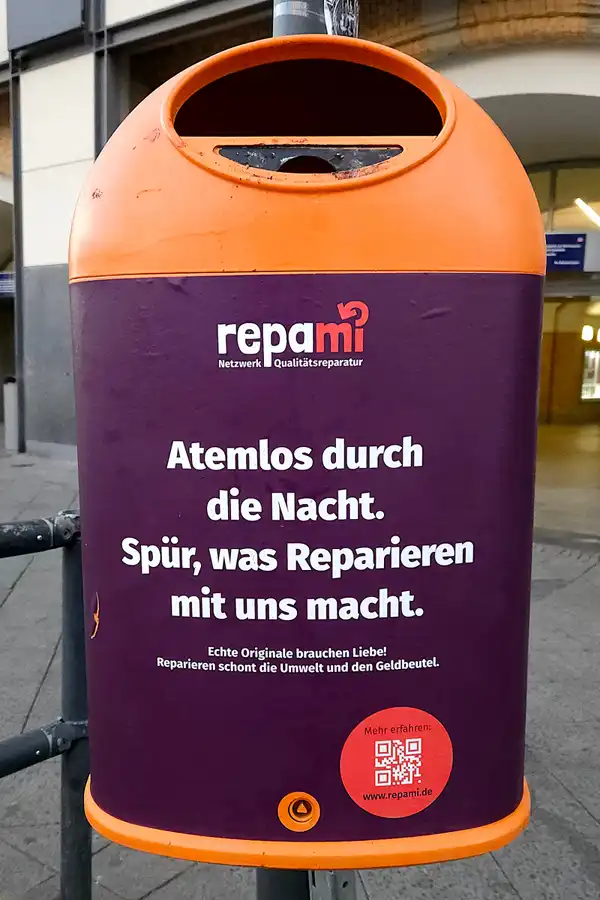 repami
Netzwerk Qualitätsreparatur
Atemlos durch
die Nacht.
Spür, was Reparieren
mit uns macht.
Echte Originale brauchen Liebe!
Reparieren schont die Umwelt und den Geldbeutel.
Mehr erfahren:
www.repami.de